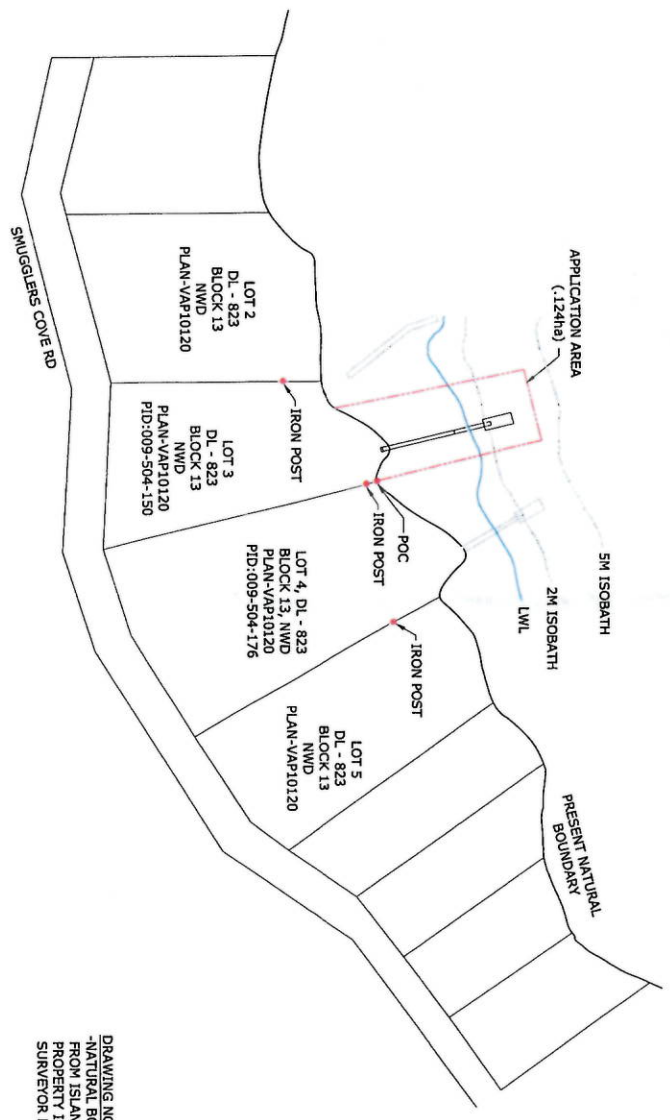 APPLICATION AREA
(.124ha)
5M ISOBATH
2M ISOBATH
LWL
PRESENT NATURAL
BOUNDARY
IRON POST
POC
IRON POST
IRON POST
LOT 2
DL - 823
BLOCK 13
NWD
PLAN-VAP10120
LOT 3
DL - 823
BLOCK 13
NWD
PLAN-VAP10120
PID:009-504-150
LOT 4, DL - 823
BLOCK 13, NWD
PLAN-VAP10120
PID:009-504-176
LOT 5
DL - 823
BLOCK 13
NWD
PLAN-VAP10120
SMUGGLERS COVE RD
DRAWING NO
-NATURAL BO
FROM ISLAN
PROPERTY I
SURVEYOR